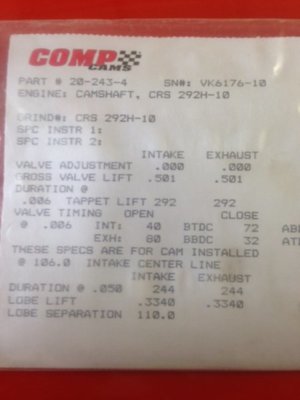 COMP
CAMS
PART # 20-243-4 SN#: VK6176-10
ENGINE: CAMSHAFT, CRS 292H-10
GRIND#: CRS 292H-10
SPC INSTR 1:
SPC INSTR 2:
INTAKE EXHAUST
VALVE ADJUSTMENT .000 .000
GROSS VALVE LIFT .501 .501
DURATION @
.006 TAPPET LIFT 292 292
VALVE TIMING OPEN CLOSE
@ .006 INT: 40 BTDC 72
EXH: 80 BBDC 32
THESE SPECS ARE FOR CAM INSTALLED
@ 106.0 INTAKE CENTER LINE
INTAKE EXHAUST
DURATION @ .050 244 244
LOBE LIFT .3340 .3340
LOBE SEPARATION 110.0